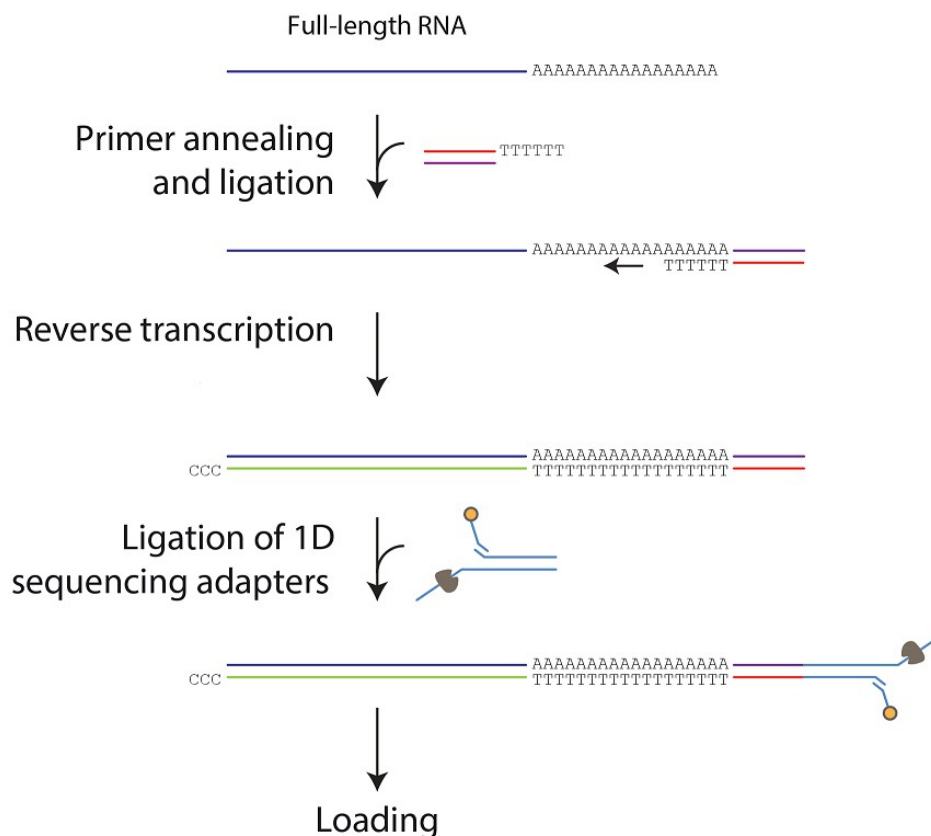 Full-length RNA
AAAAAAAAAAAAAAAAA
Primer annealing
and ligation
TTTTTT
AAAAAAAAAAAAAAAAAA
TTTTTT
Reverse transcription
AAAAAAAAAAAAAAAAAA
CCC
TTTTTTTTTTTTTTTTTT
Ligation of 1D
sequencing adapters
AAAAAAAAAAAAAAAAAA
CCC
TTTTTTTTTTTTTTTTTT
Loading